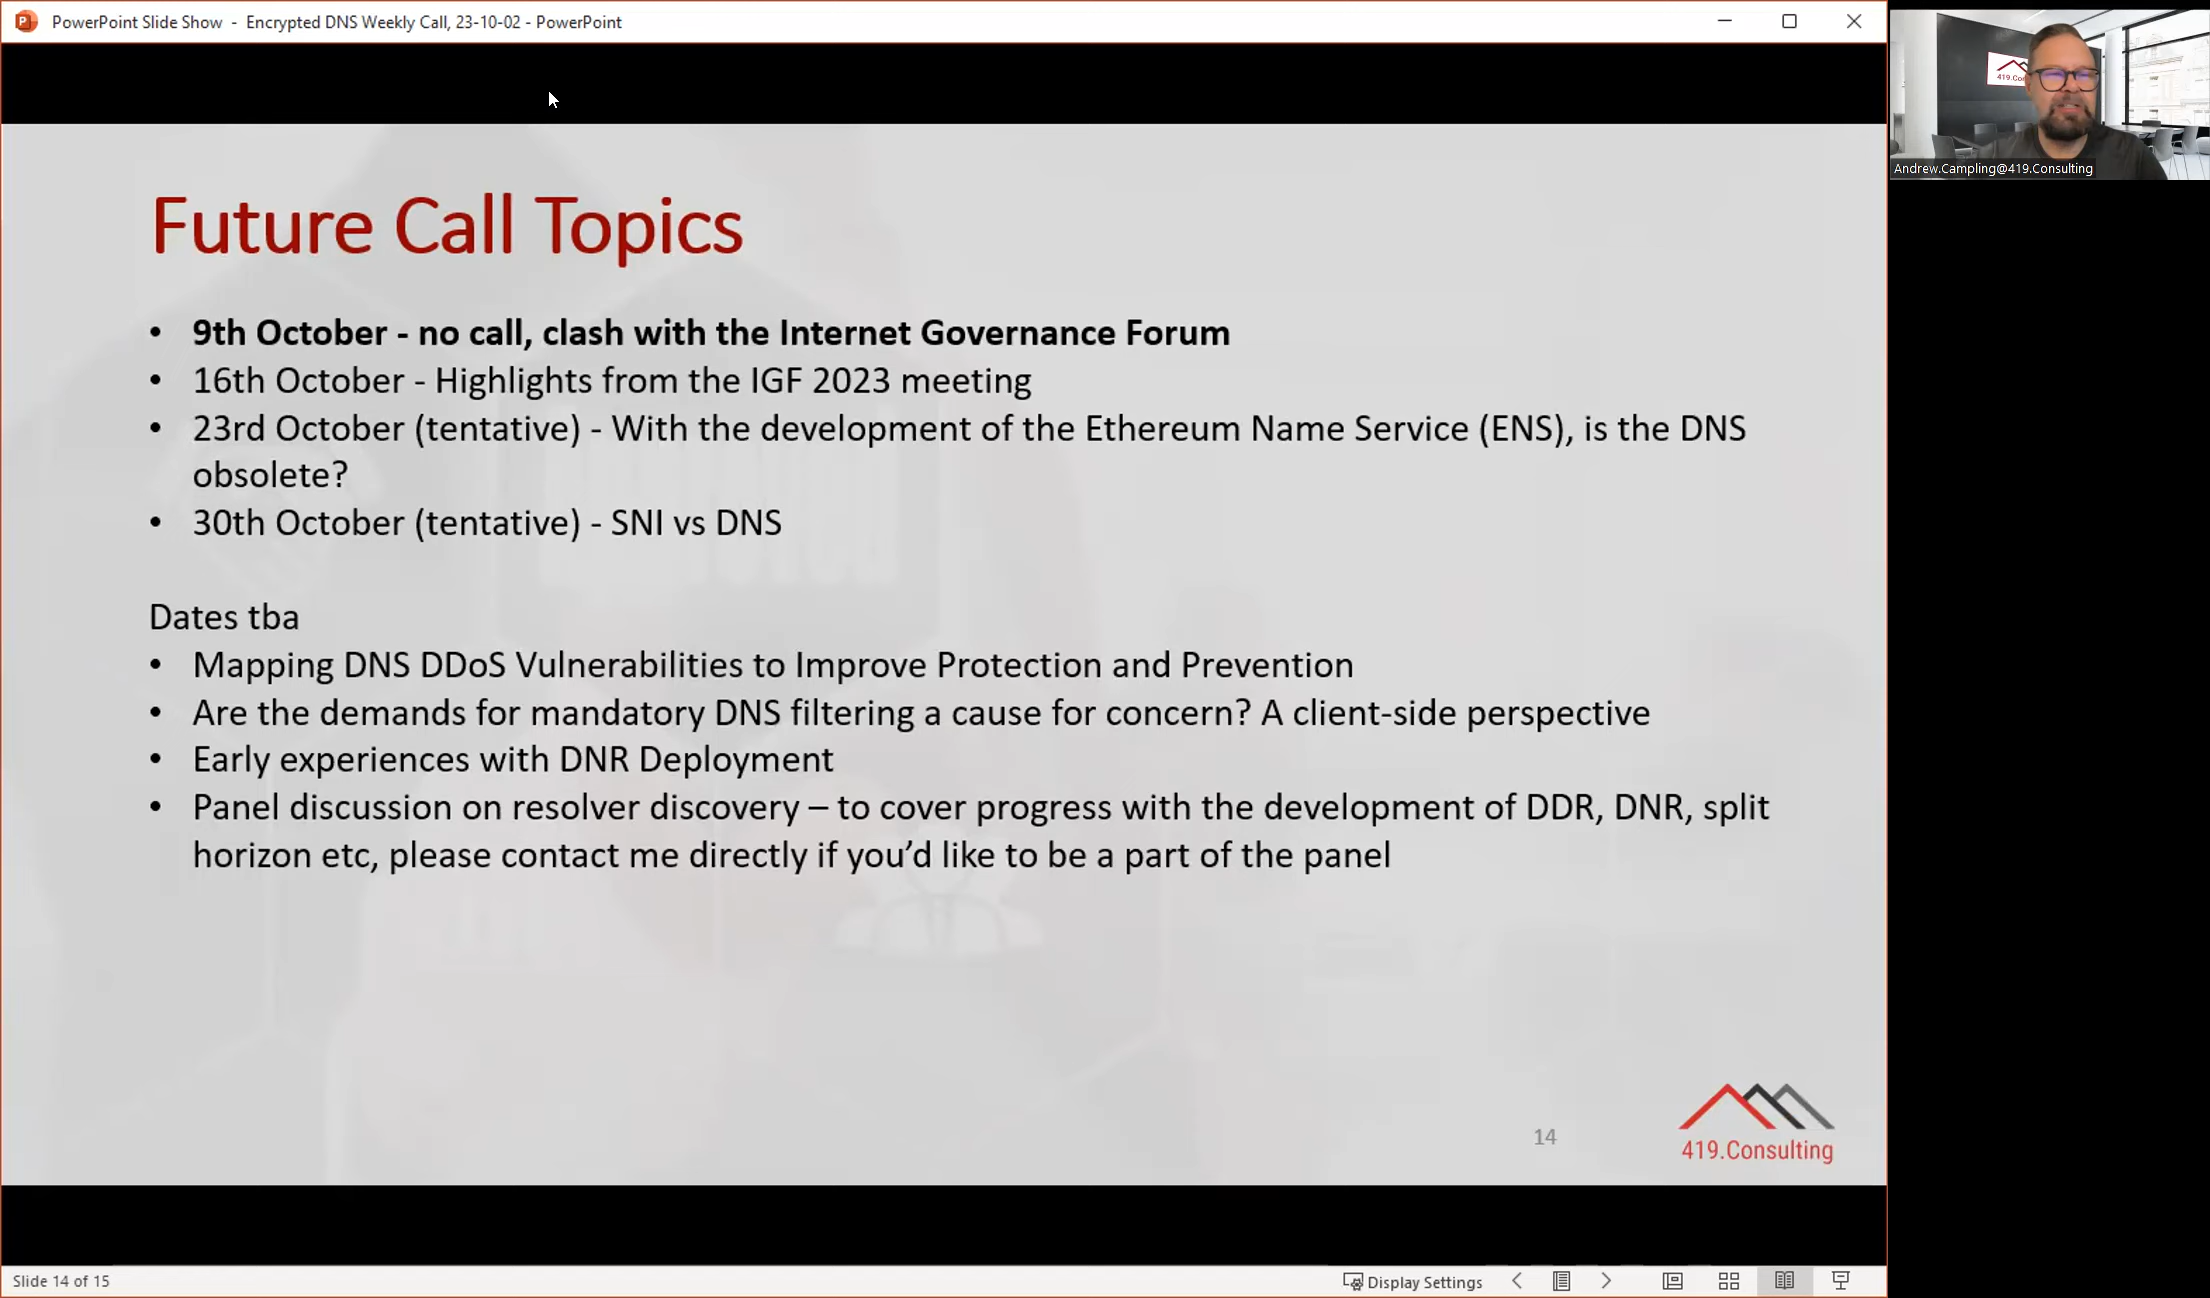 PowerPoint Slide Show - Encrypted DNS Weekly Call, 23-10-02 - PowerPoint
Andrew.Campling@419.Consulting
Future Call Topics
• 9th October - no call, clash with the Internet Governance Forum
• 16th October - Highlights from the IGF 2023 meeting
• 23rd October (tentative) - With the development of the Ethereum Name Service (ENS), is the DNS
obsolete?
• 30th October (tentative) - SNI vs DNS
Dates tba
• Mapping DNS DDoS Vulnerabilities to Improve Protection and Prevention
• Are the demands for mandatory DNS filtering a cause for concern? A client-side perspective
• Early experiences with DNR Deployment
• Panel discussion on resolver discovery – to cover progress with the development of DDR, DNR, split
horizon etc, please contact me directly if you’d like to be a part of the panel
14
419.Consulting
Slide 14 of 15
Display Settings